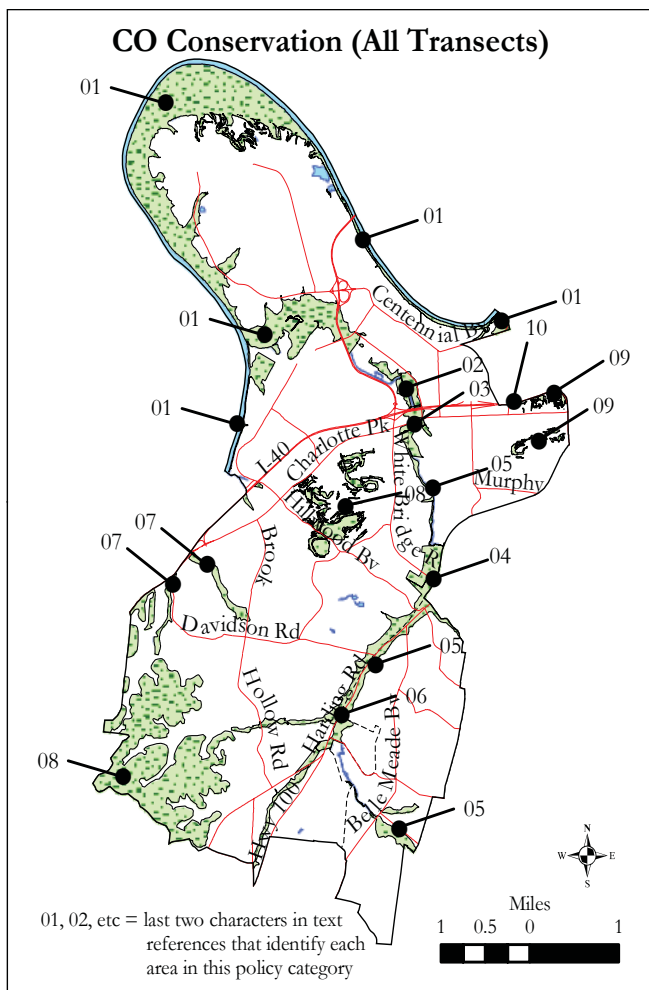 CO Conservation (All Transects)
01
01
Centennial B
01
01
10
09
02
03
01
09
I-40
Charlotte Pk
White Bridge R
05
Murphy
08
Hillwood Bv
07
07
Brook
04
Davidson Rd
05
Harding Rd
Hollow Rd
06
Belle Meade Bv
08
Hwy 100
05
N
W E
S
01, 02, etc = last two characters in text
references that identify each
area in this policy category
Miles
1 0.5 0 1